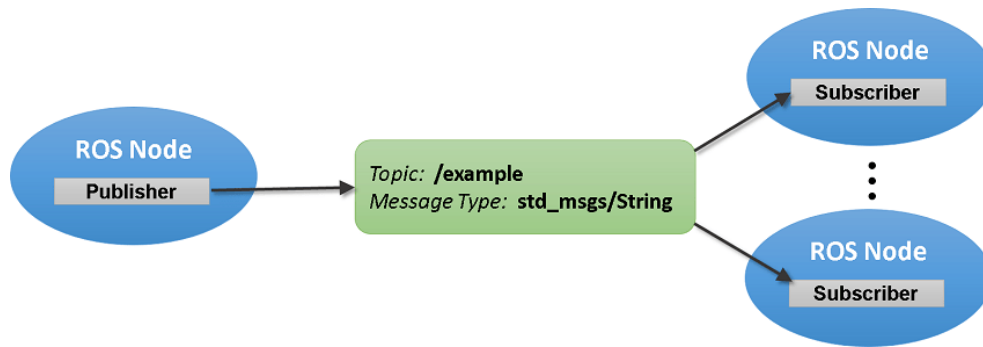 ROS Node
Publisher
Topic: /example
Message Type: std_msgs/String
ROS Node
Subscriber
ROS Node
Subscriber